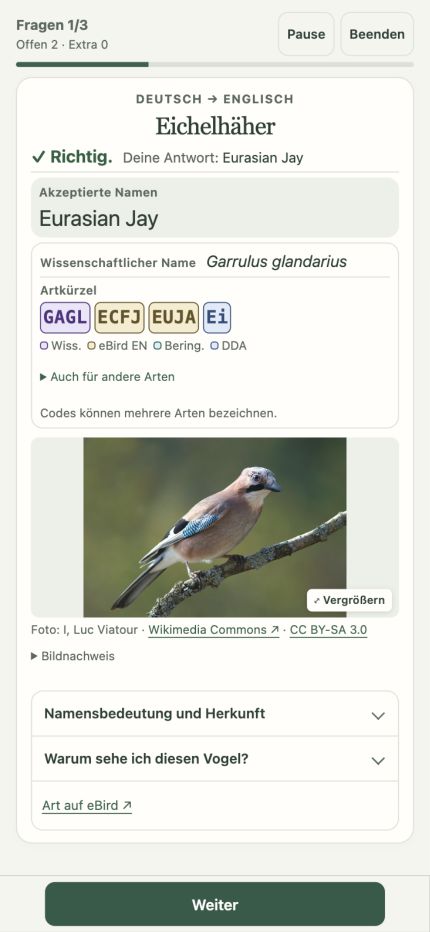 Fragen 1/3
Offen 2 · Extra 0
Pause
Beenden
DEUTSCH → ENGLISCH
Eichelhäher
✓ Richtig. Deine Antwort: Eurasian Jay
Akzeptierte Namen
Eurasian Jay
Wissenschaftlicher Name Garrulus glandarius
Artkürzel
GAGL ECFJ EUJA Ei
Wiss. eBird EN Bering. DDA
▶ Auch für andere Arten
Codes können mehrere Arten bezeichnen.
⤢ Vergrößern
Foto: I, Luc Viatour · Wikimedia Commons ↗ · CC BY-SA 3.0
▶ Bildnachweis
Namensbedeutung und Herkunft
Warum sehe ich diesen Vogel?
Art auf eBird ↗
Weiter